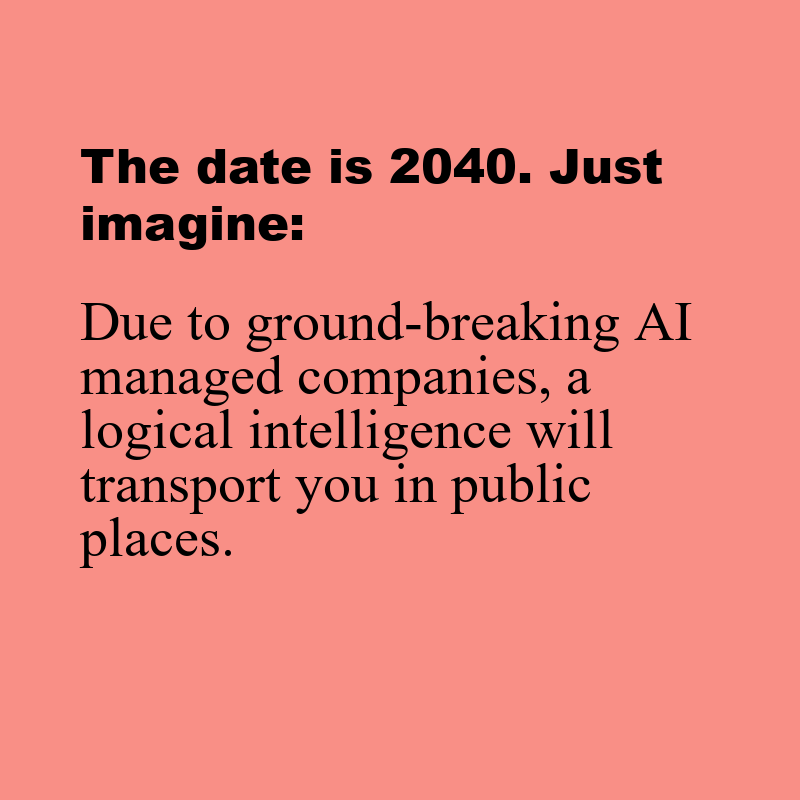 The date is 2040. Just
imagine:
Due to ground-breaking AI
managed companies, a
logical intelligence will
transport you in public
places.